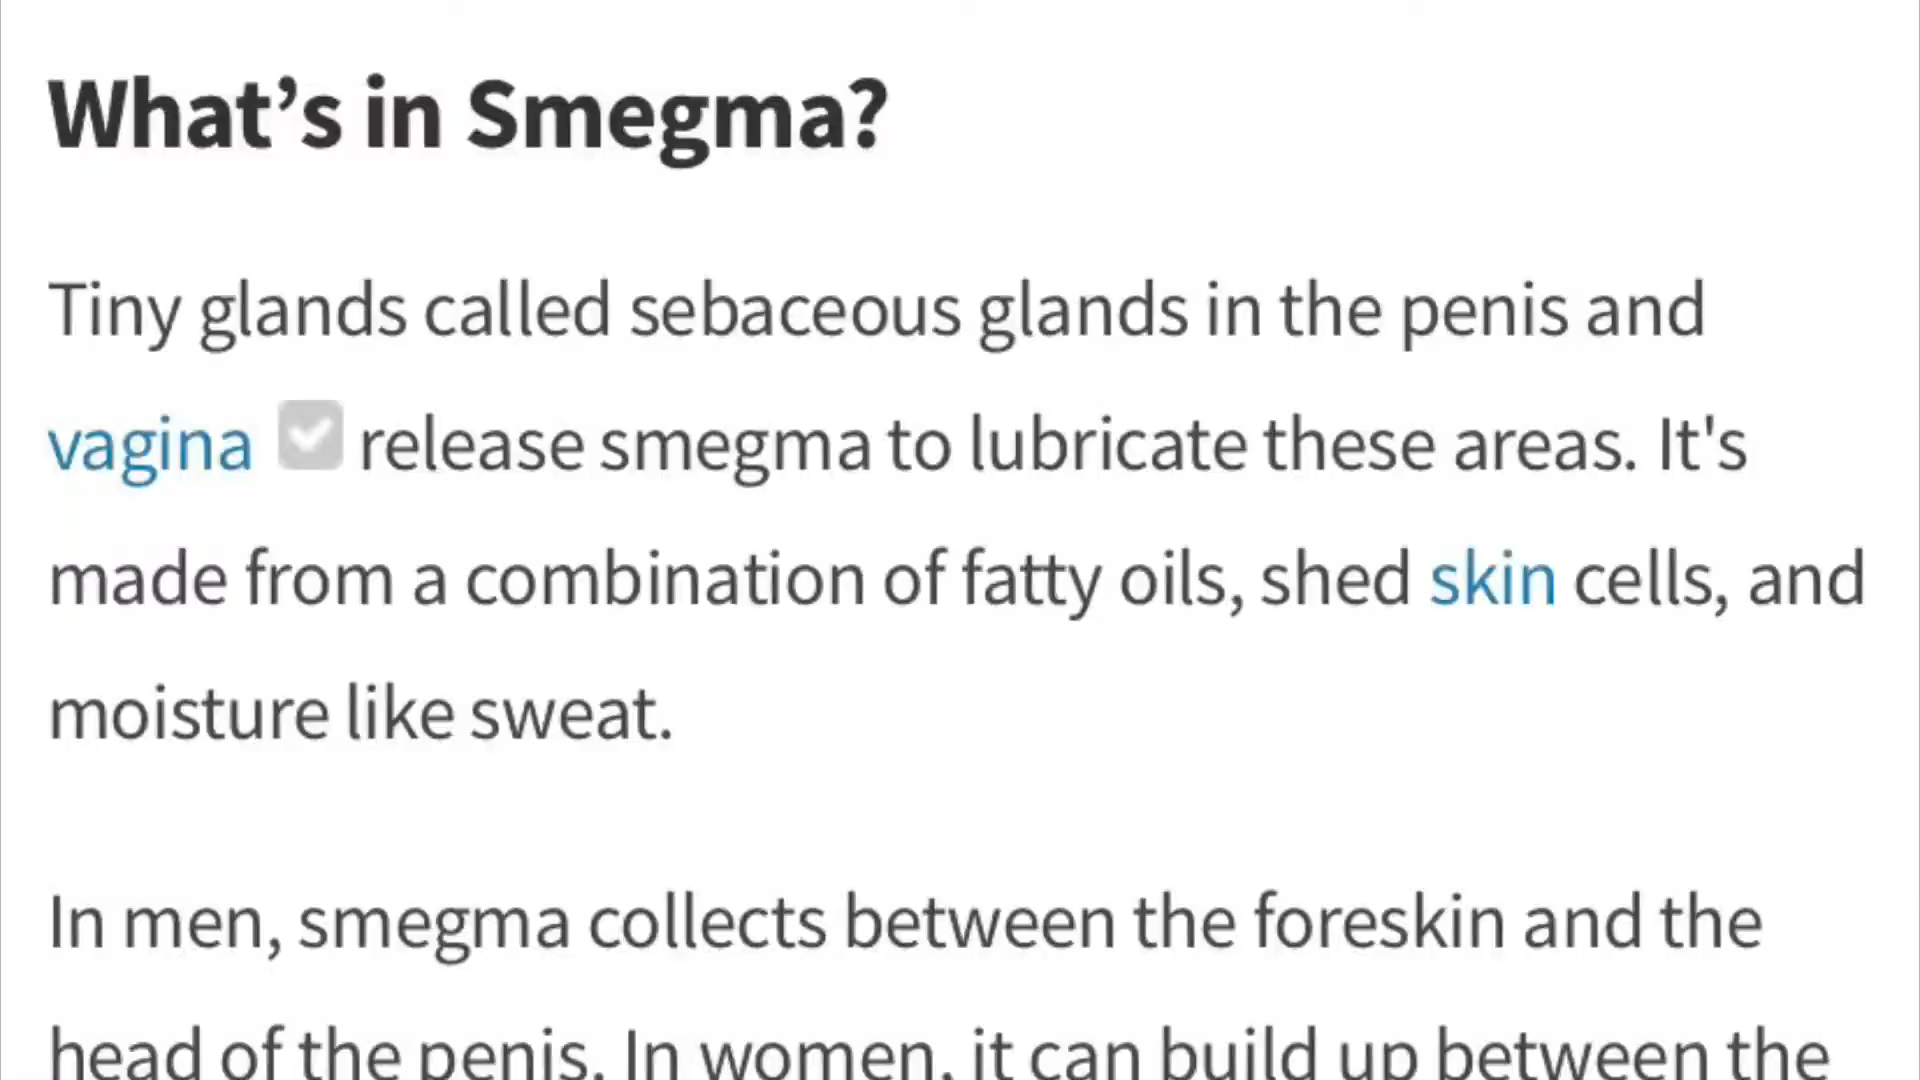 What’s in Smegma?
Tiny glands called sebaceous glands in the penis and
vagina release smegma to lubricate these areas. It's
made from a combination of fatty oils, shed skin cells, and
moisture like sweat.
In men, smegma collects between the foreskin and the
head of the penis. In women, it can build up between the